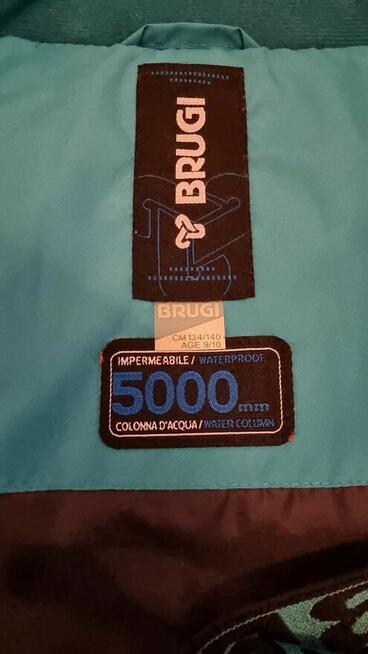 BRUGI
BRUGI
CM 134/140
AGE 9/10
IMPERMEABILE / WATERPROOF
5000mm
COLONNA D'ACQUA / WATER COLUMN